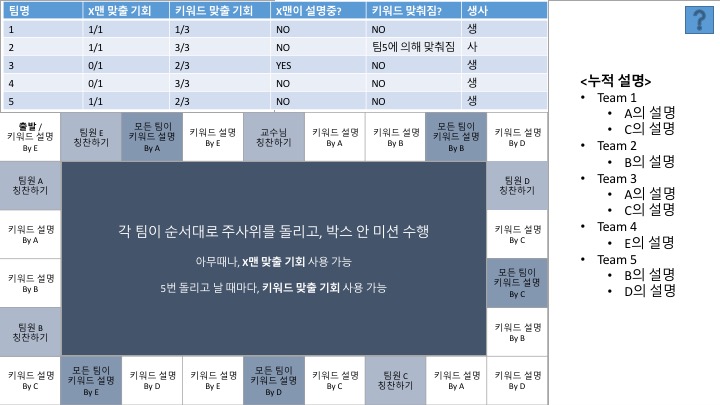 팀명 X맨 맞출 기회 키워드 맞출 기회 X맨이 설명중? 키워드 맞춰짐? 생사
1 1/1 1/3 NO NO 생
2 1/1 3/3 NO 팀5에 의해 맞춰짐 사
3 0/1 2/3 YES NO 생
4 0/1 3/3 NO NO 생
5 1/1 2/3 NO NO 생
출발 /
키워드 설명
By E
팀원 E
칭찬하기
모든 팀이
키워드 설명
By A
키워드 설명
By E
교수님
칭찬하기
키워드 설명
By A
키워드 설명
By B
모든 팀이
키워드 설명
By B
키워드 설명
By D
팀원 A
칭찬하기
팀원 D
칭찬하기
키워드 설명
By A
키워드 설명
By C
키워드 설명
By B
모든 팀이
키워드 설명
By C
팀원 B
칭찬하기
키워드 설명
By B
각 팀이 순서대로 주사위를 돌리고, 박스 안 미션 수행
아무때나, X맨 맞출 기회 사용 가능
5번 돌리고 날 때마다, 키워드 맞출 기회 사용 가능
키워드 설명
By C
모든 팀이
키워드 설명
By E
키워드 설명
By D
키워드 설명
By E
모든 팀이
키워드 설명
By D
키워드 설명
By C
팀원 C
칭찬하기
키워드 설명
By A
키워드 설명
By D
?
<누적 설명>
• Team 1
• A의 설명
• C의 설명
• Team 2
• B의 설명
• Team 3
• A의 설명
• C의 설명
• Team 4
• E의 설명
• Team 5
• B의 설명
• D의 설명